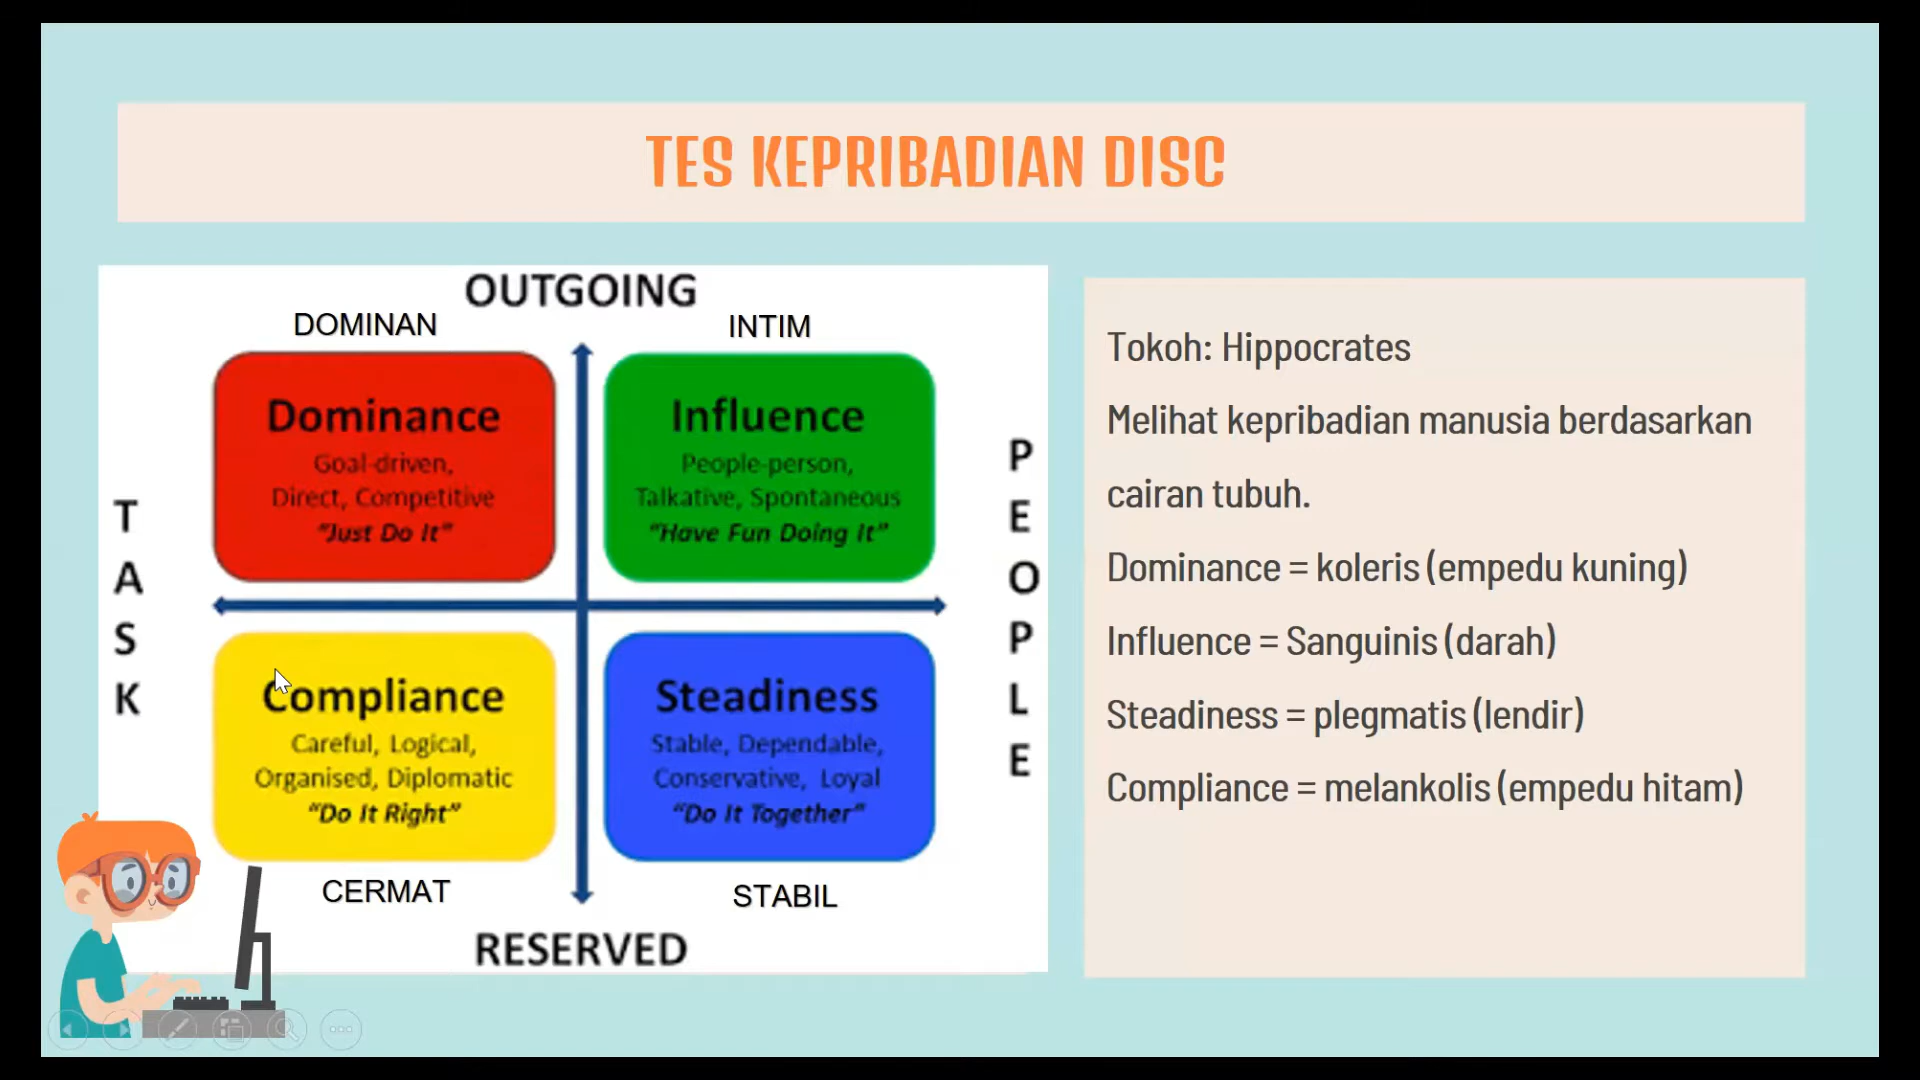 TES KEPRIBADIAN DISC
OUTGOING
DOMINAN
INTIM
Dominance
Goal-driven,
Direct, Competitive
"Just Do It"
Influence
People-person,
Talkative, Spontaneous
"Have Fun Doing It"
TASK
PEOPLE
Compliance
Careful, Logical,
Organised, Diplomatic
"Do It Right"
Steadiness
Stable, Dependable,
Conservative, Loyal
"Do It Together"
CERMAT
STABIL
RESERVED
Tokoh: Hippocrates
Melihat kepribadian manusia berdasarkan
cairan tubuh.
Dominance = koleris (empedu kuning)
Influence = Sanguinis (darah)
Steadiness = plegmatis (lendir)
Compliance = melankolis (empedu hitam)